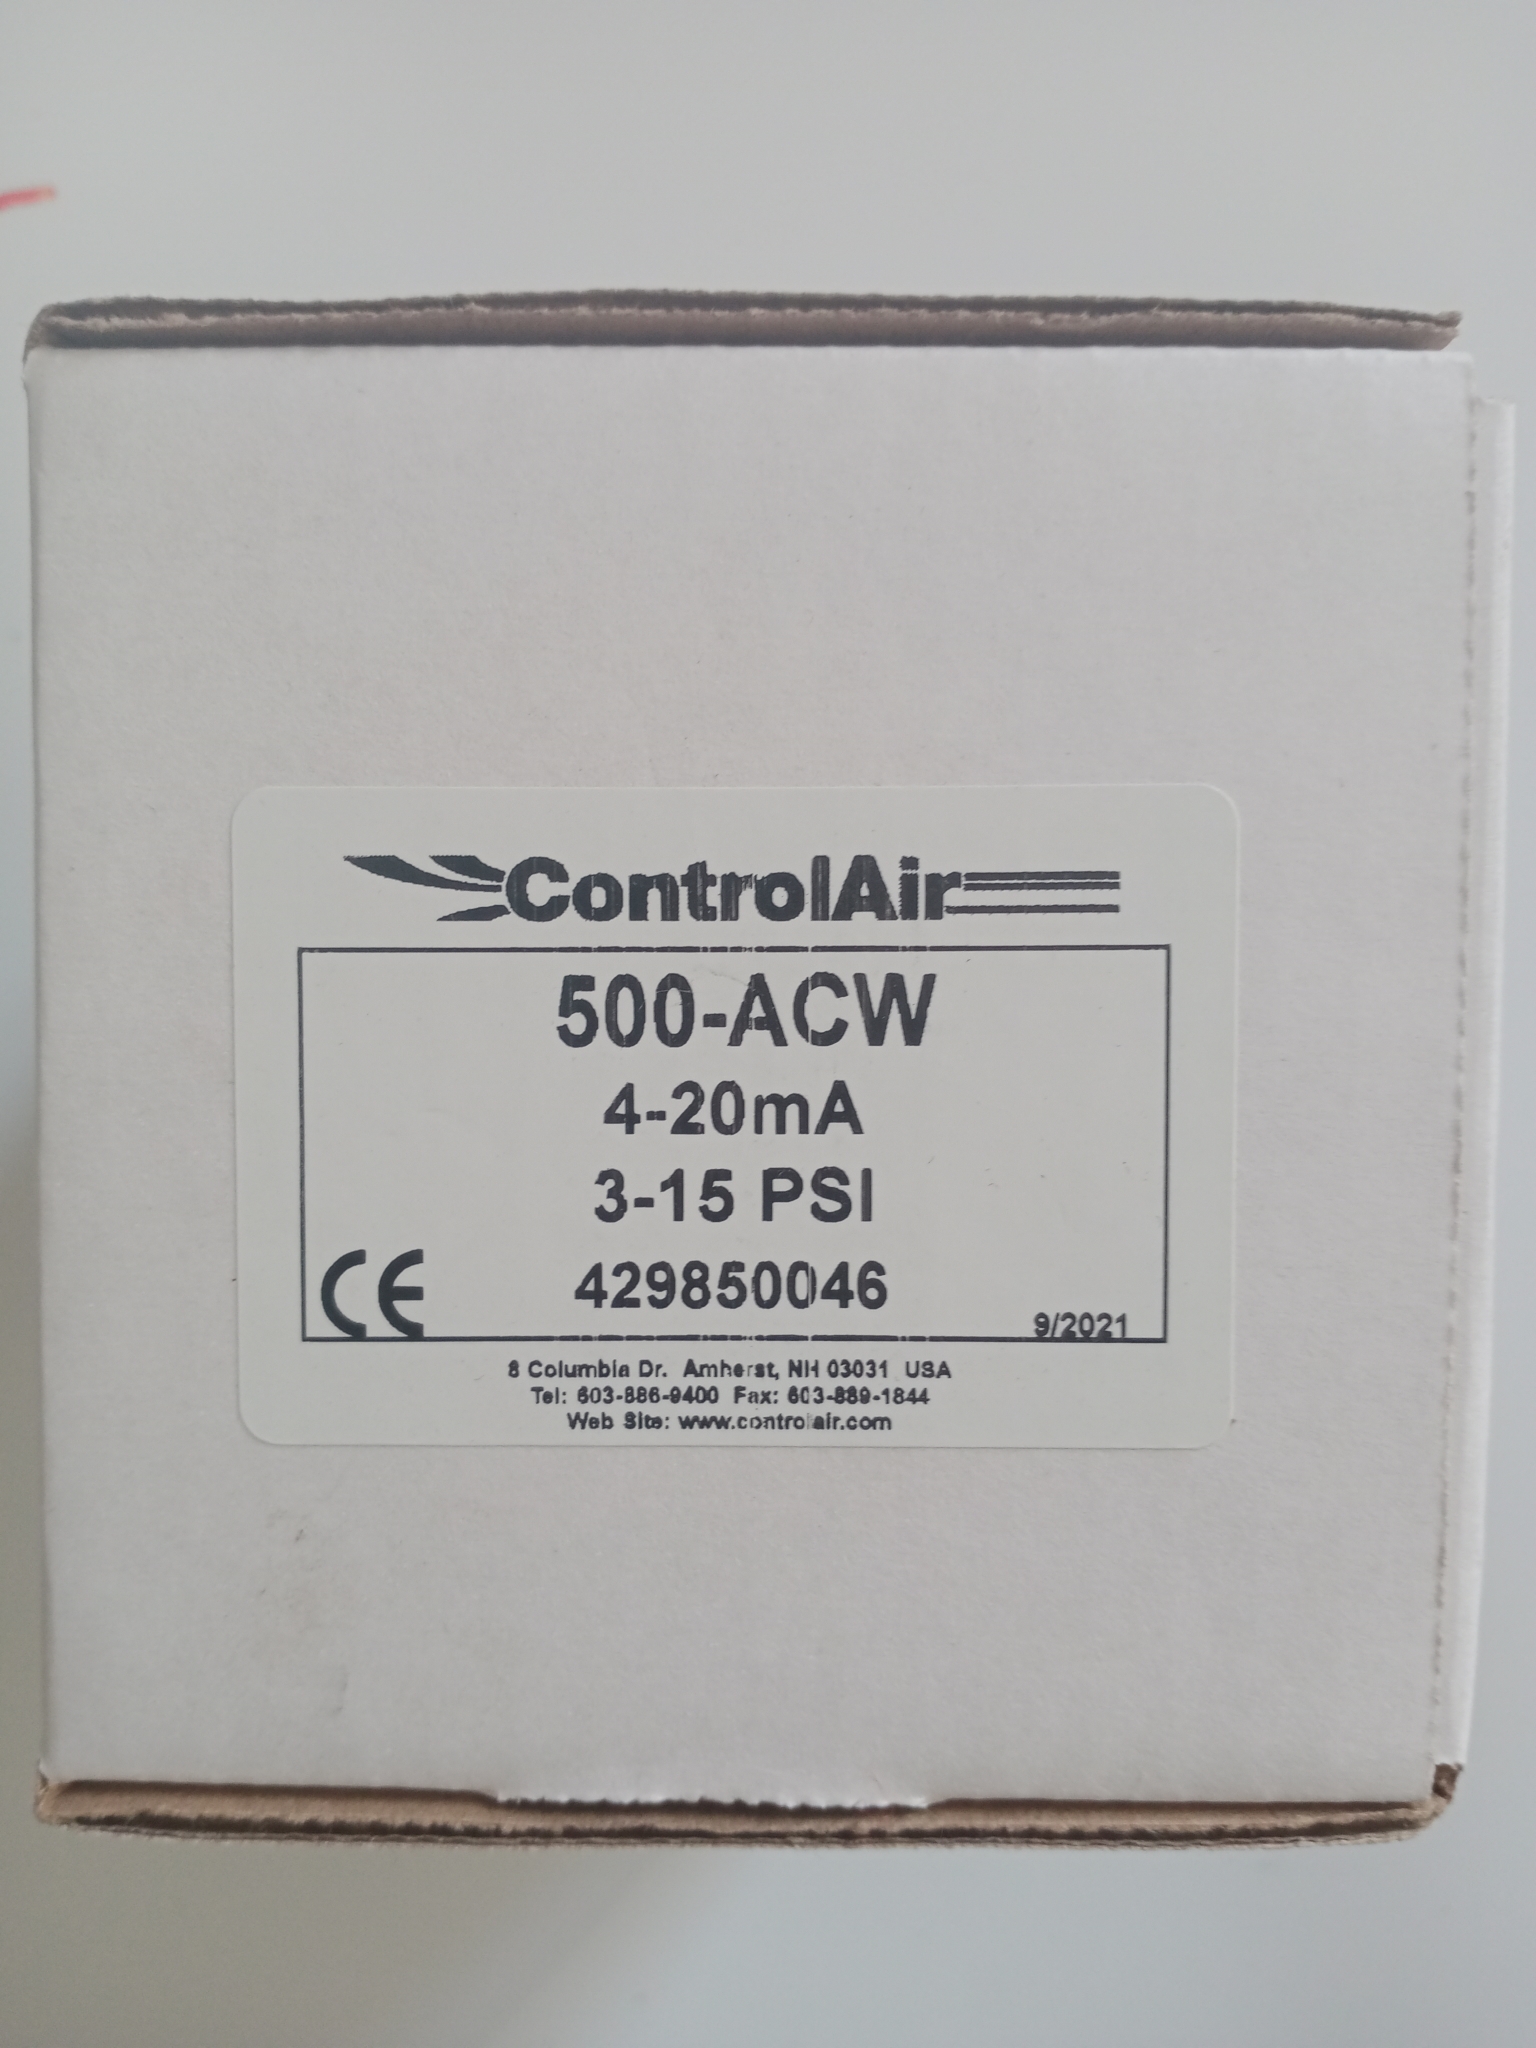 ControlAir
500-ACW
4-20mA
3-15 PSI
CE
429850046
9/2021
8 Columbia Dr. Amherst, NH 03031 USA
Tel: 603-886-9400 Fax: 603-889-1844
Web Site: www.controlair.com